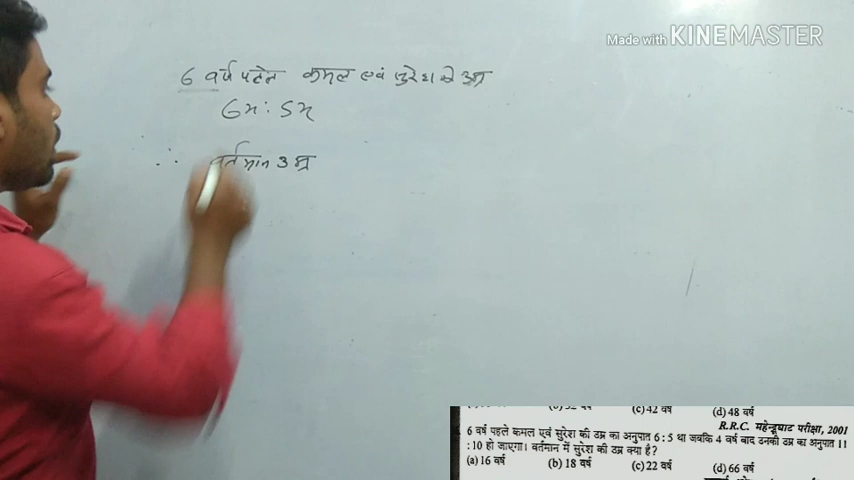 Made with KINEMASTER
6 वर्ष पहले कमल एवं सुरेश के उम्र
6x : 5x
∴ वर्तमान उम्र
(c) 42 वर्ष (d) 48 वर्ष
R.R.C. महेन्द्रूघाट परीक्षा, 2001
6 वर्ष पहले कमल एवं सुरेश की उम्र का अनुपात 6 : 5 था जबकि 4 वर्ष बाद उनकी उम्र का अनुपात 11
: 10 हो जाएगा। वर्तमान में सुरेश की उम्र क्या है?
(a) 16 वर्ष (b) 18 वर्ष (c) 22 वर्ष (d) 66 वर्ष